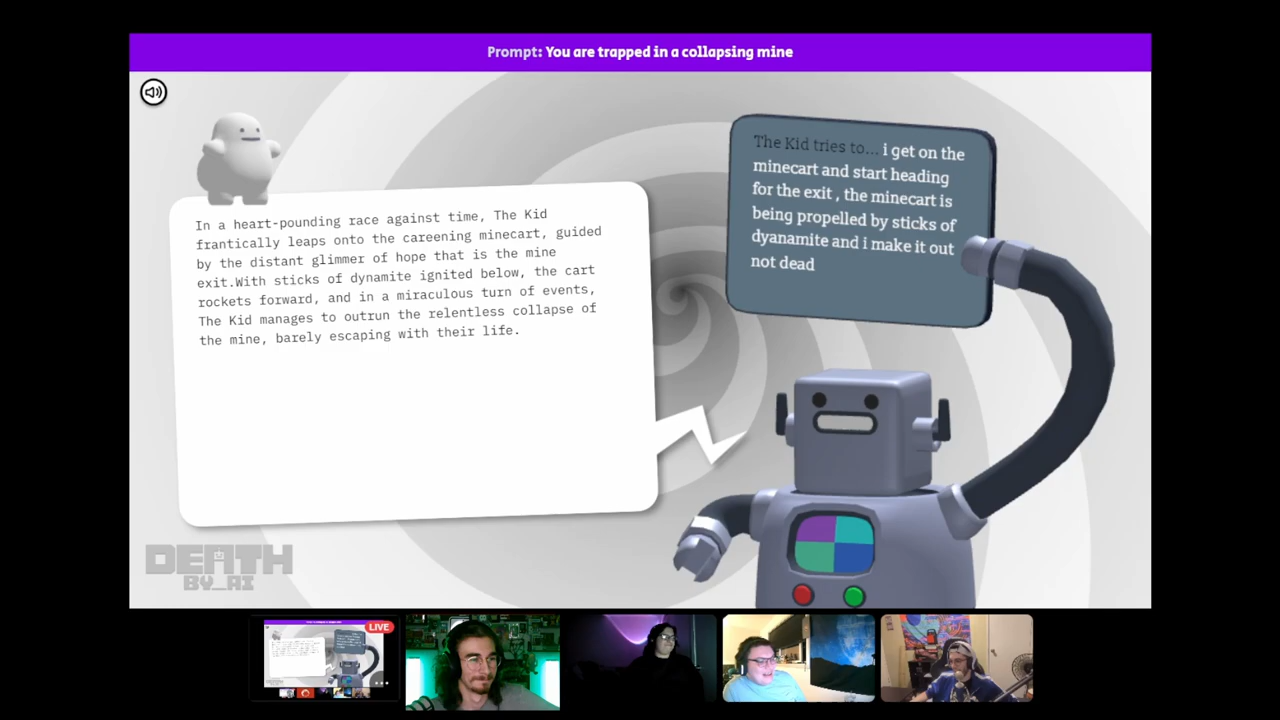 Prompt: You are trapped in a collapsing mine
In a heart-pounding race against time, The Kid
frantically leaps onto the careening minecart, guided
by the distant glimmer of hope that is the mine
exit.With sticks of dynamite ignited below, the cart
rockets forward, and in a miraculous turn of events,
The Kid manages to outrun the relentless collapse of
the mine, barely escaping with their life.
The Kid tries to... i get on the
minecart and start heading
for the exit , the minecart is
being propelled by sticks of
dyanamite and i make it out
not dead
DEATH
BY_AI
LIVE